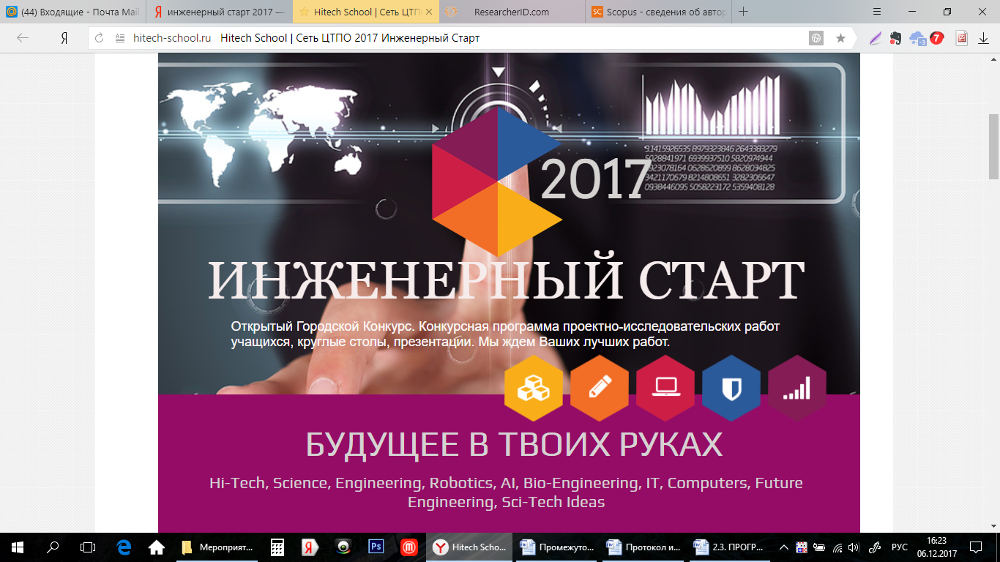 (44) Входящие - Почта Mail
инженерный старт 2017 —
Hitech School | Сеть ЦТПО
ResearcherID.com
SC
Scopus - сведения об автор
Я
hitech-school.ru
Hitech School | Сеть ЦТПО 2017 Инженерный Старт
-3
7
3.1415926535 8979323846 2643383279
5028841971 6939937510 5820974944
5923078164 0628620899 8628034825
3421170679 8214808651 3282306647
0938446095 5058223172 5359408128
2017
ИНЖЕНЕРНЫЙ СТАРТ
Открытый Городской Конкурс. Конкурсная программа проектно-исследовательских работ
учащихся, круглые столы, презентации. Мы ждем Ваших лучших работ.
БУДУЩЕЕ В ТВОИХ РУКАХ
Hi-Tech, Science, Engineering, Robotics, AI, Bio-Engineering, IT, Computers, Future
Engineering, Sci-Tech Ideas
Мероприят...
Я
Ps
Y
Hitech Scho...
Промежуто...
Протокол и...
2.3. ПРОГР...
РУС
16:23
06.12.2017